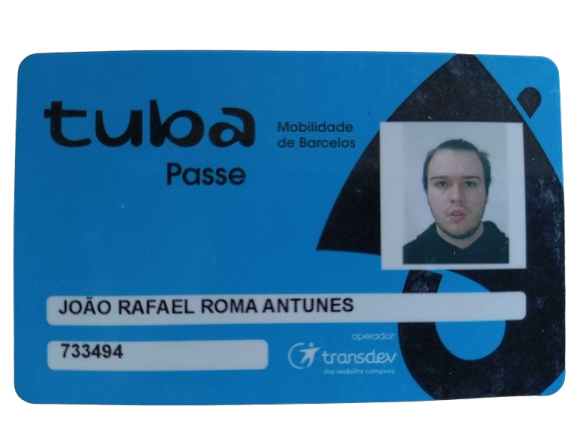 tuba
Mobilidade
de Barcelos
Passe
JOÃO RAFAEL ROMA ANTUNES
733494
operador:
transdev
the mobility company